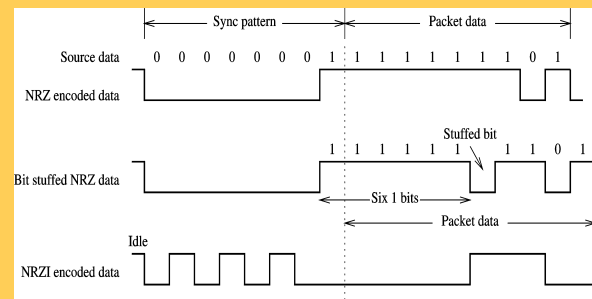 Sync pattern Packet data
Source data 0 0 0 0 0 0 0 1 1 1 1 1 1 1 1 0 1
NRZ encoded data
Stuffed bit
1 1 1 1 1 1 1 1 0 1
Bit stuffed NRZ data
Six 1 bits
Packet data
Idle
NRZI encoded data